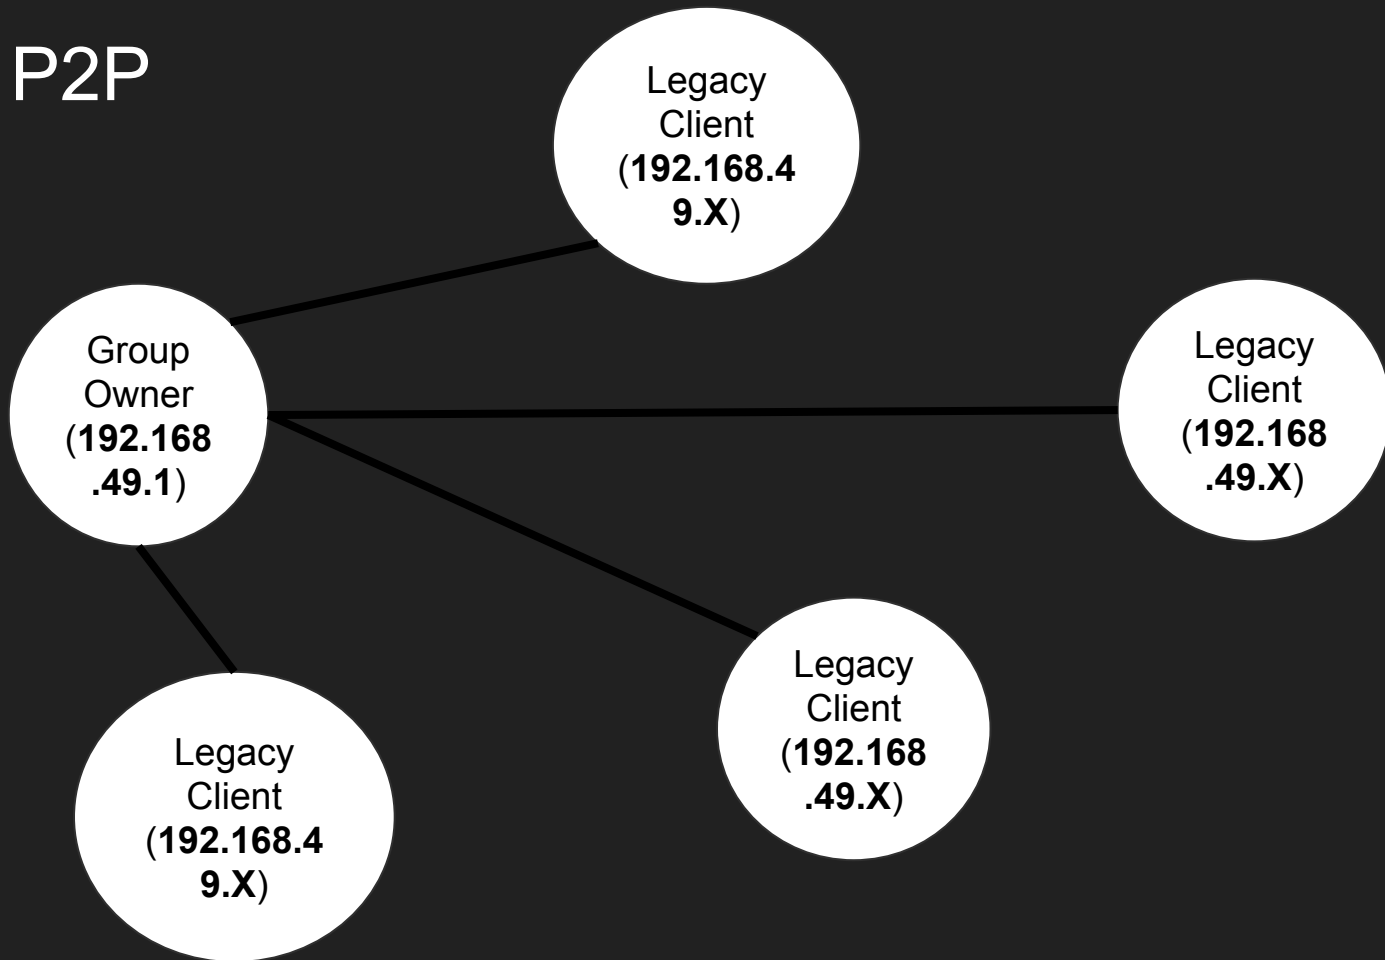 P2P
Legacy
Client
(192.168.4
9.X)
Group
Owner
(192.168
.49.1)
Legacy
Client
(192.168
.49.X)
Legacy
Client
(192.168
.49.X)
Legacy
Client
(192.168.4
9.X)